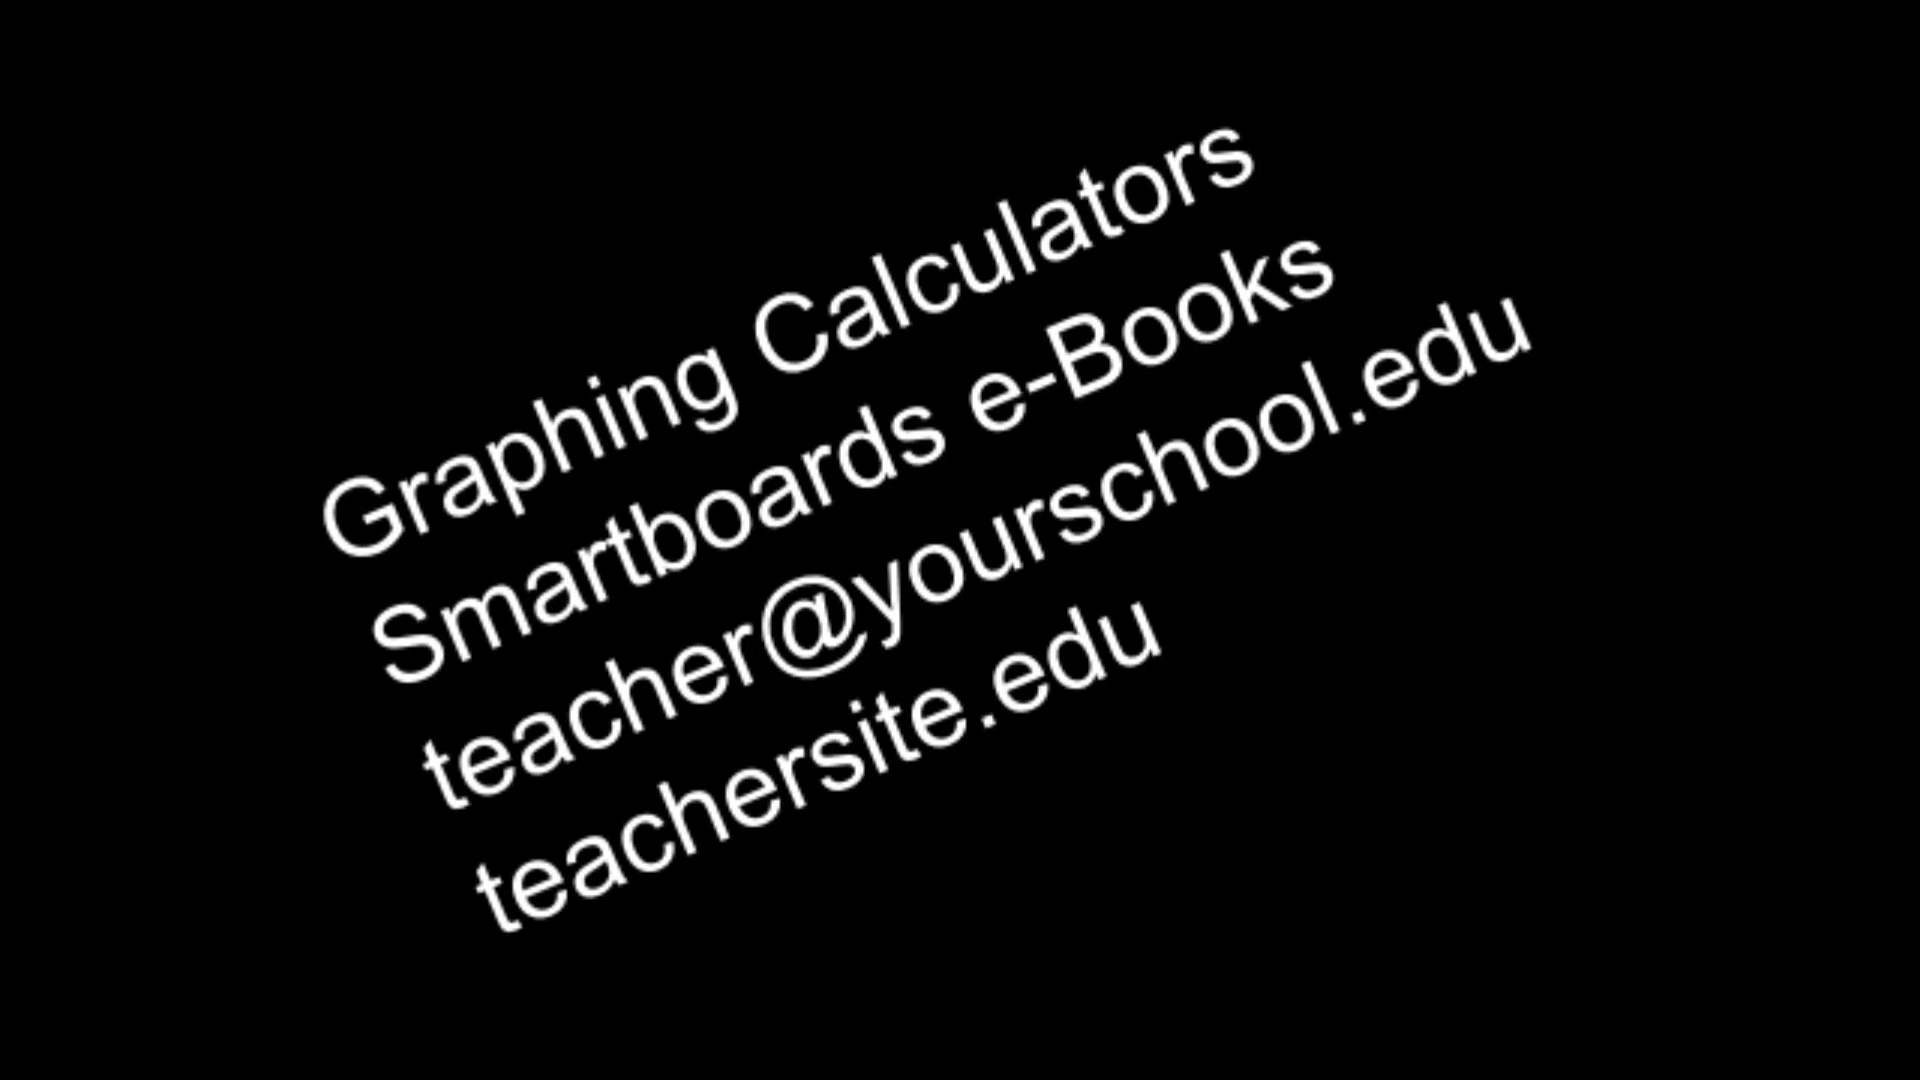 Graphing Calculators
Smartboards e-Books
teacher@yourschool.edu
teachersite.edu